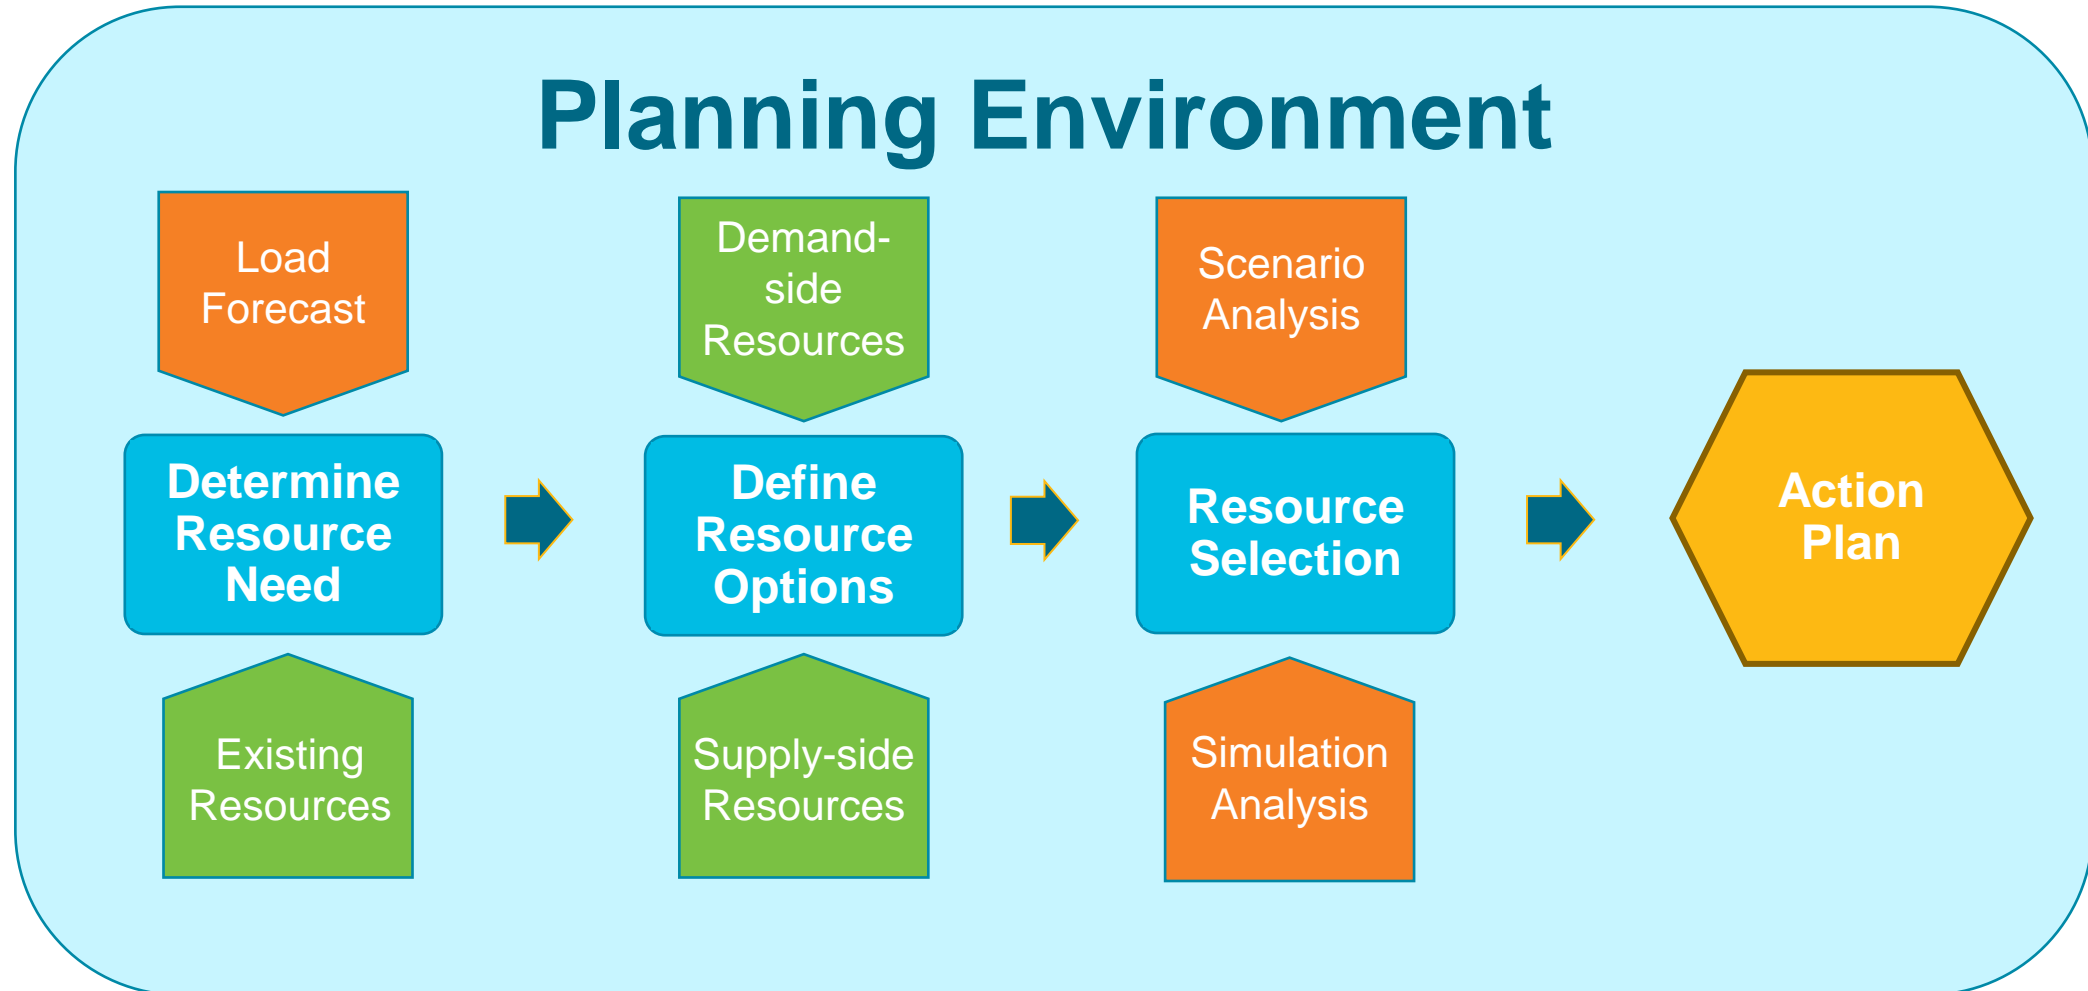 Planning Environment
Load
Forecast
Demand-
side
Resources
Scenario
Analysis
Determine
Resource
Need
Define
Resource
Options
Resource
Selection
Action
Plan
Existing
Resources
Supply-side
Resources
Simulation
Analysis